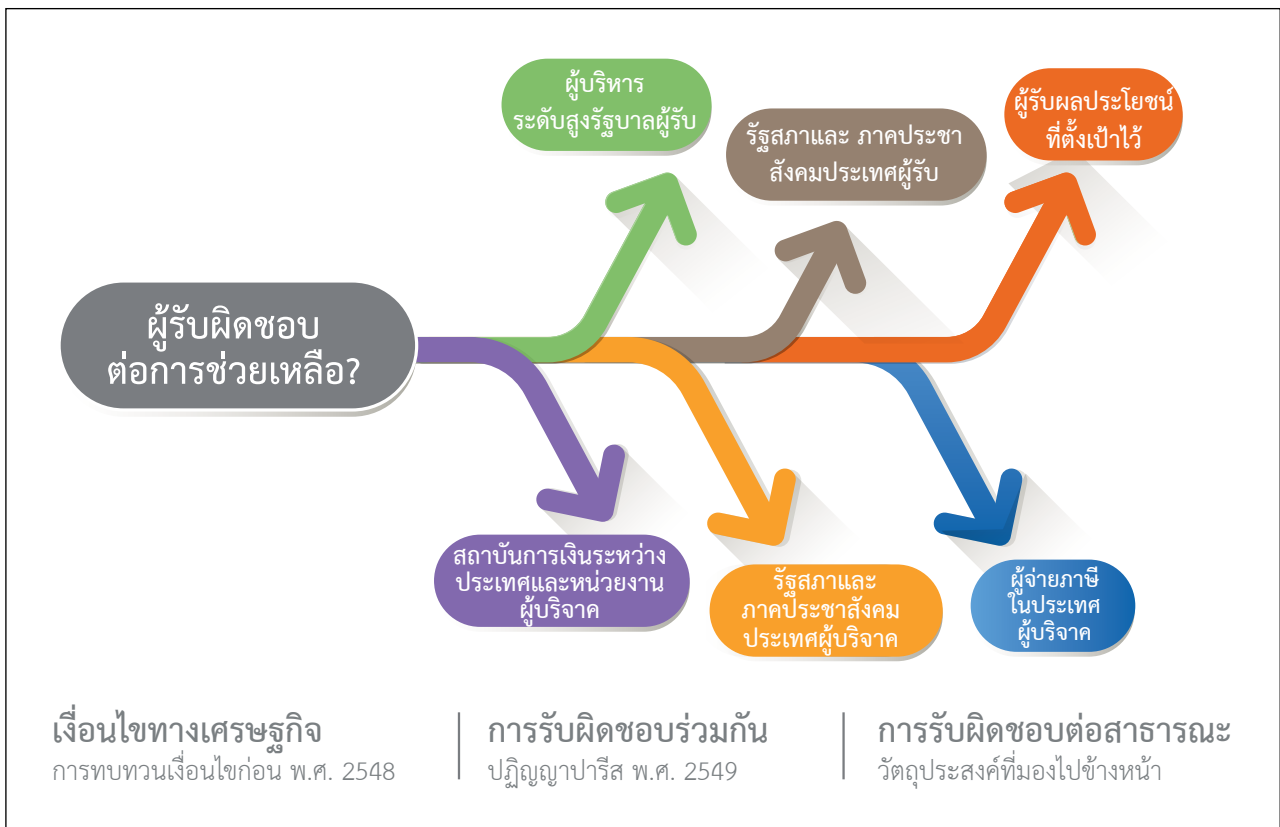 ผู้บริหาร
ระดับสูงรัฐบาลผู้รับ
รัฐสภาและ ภาคประชา
สังคมประเทศผู้รับ
ผู้รับผลประโยชน์
ที่ตั้งเป้าไว้
ผู้รับผิดชอบ
ต่อการช่วยเหลือ?
สถาบันการเงินระหว่าง
ประเทศและหน่วยงาน
ผู้บริจาค
รัฐสภาและ
ภาคประชาสังคม
ประเทศผู้บริจาค
ผู้จ่ายภาษี
ในประเทศ
ผู้บริจาค
เงื่อนไขทางเศรษฐกิจ
การทบทวนเงื่อนไขก่อน พ.ศ. 2548
การรับผิดชอบร่วมกัน
ปฏิญญาปารีส พ.ศ. 2549
การรับผิดชอบต่อสาธารณะ
วัตถุประสงค์ที่มองไปข้างหน้า